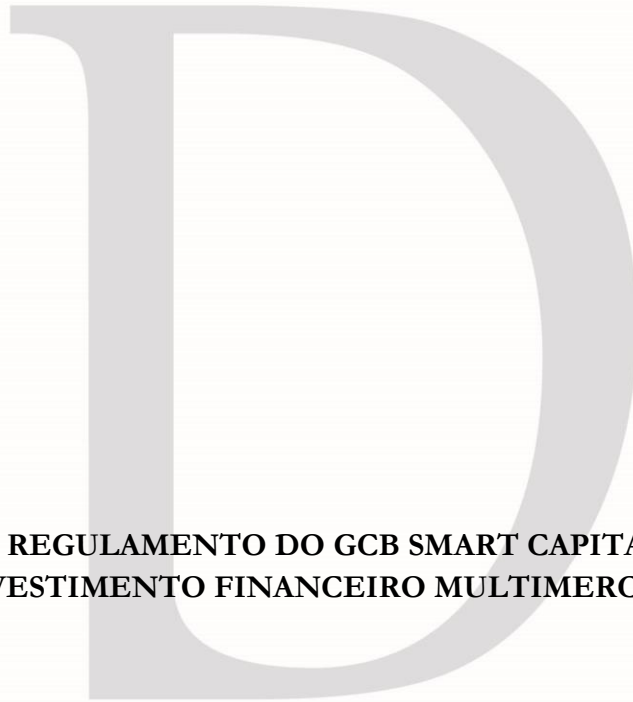 D
REGULAMENTO DO GCB SMART CAPITA
VESTIMENTO FINANCEIRO MULTIMERC